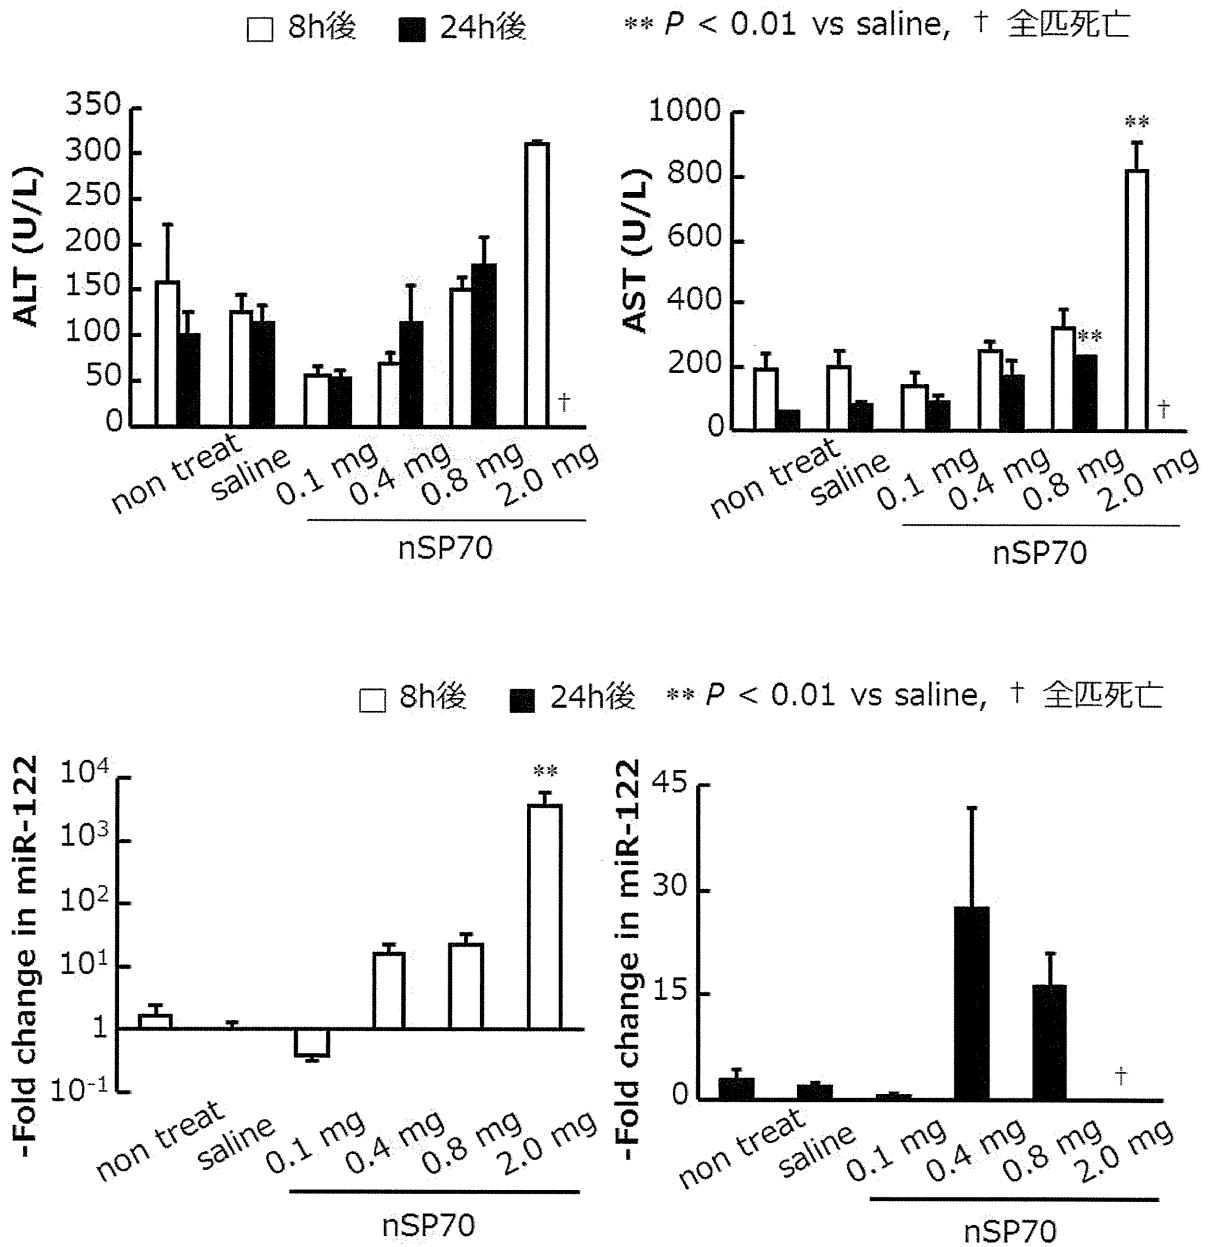 □ 8h後 ■ 24h後 ** P < 0.01 vs saline, † 全匹死亡
ALT (U/L)
350
300
250
200
150
100
50
0
†
non treat
saline
0.1 mg
0.4 mg
0.8 mg
2.0 mg
nSP70
AST (U/L)
1000
800
600
400
200
0
**
**
†
non treat
saline
0.1 mg
0.4 mg
0.8 mg
2.0 mg
nSP70
□ 8h後 ■ 24h後 ** P < 0.01 vs saline, † 全匹死亡
-Fold change in miR-122
10⁴
10³
10²
10¹
1
10⁻¹
**
non treat
saline
0.1 mg
0.4 mg
0.8 mg
2.0 mg
nSP70
-Fold change in miR-122
45
30
15
0
†
non treat
saline
0.1 mg
0.4 mg
0.8 mg
2.0 mg
nSP70